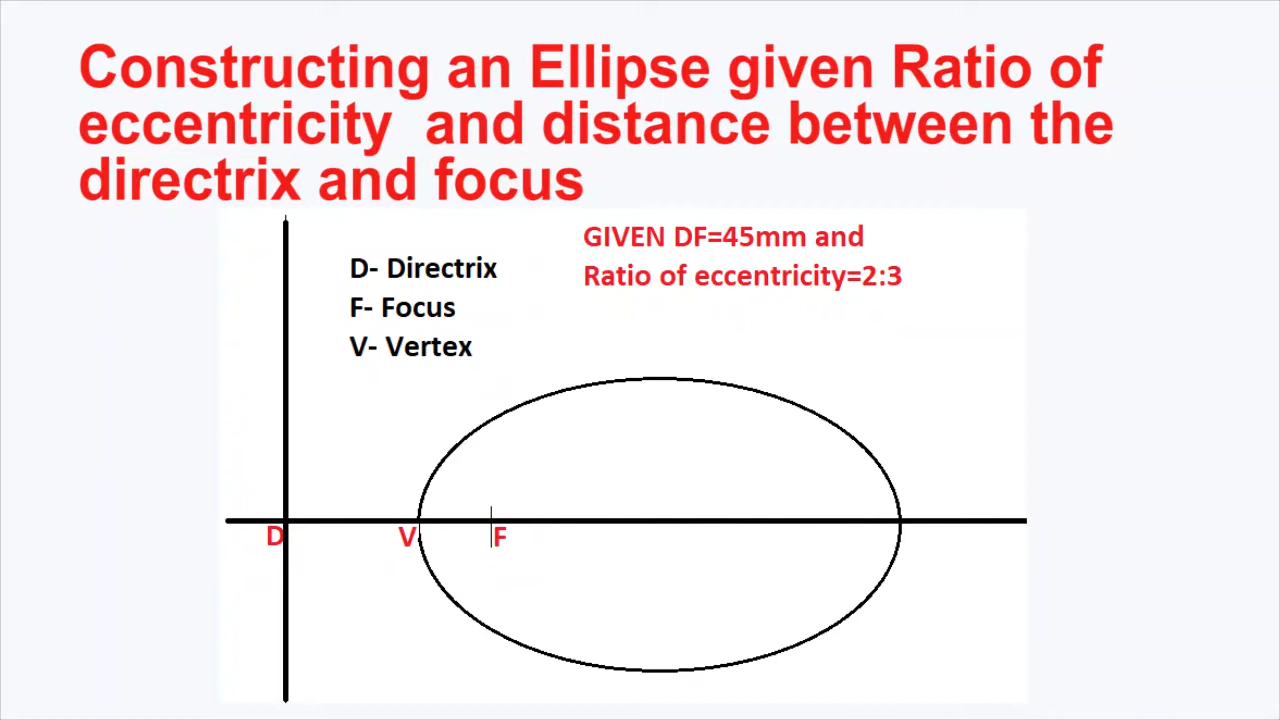 Constructing an Ellipse given Ratio of
eccentricity and distance between the
directrix and focus
GIVEN DF=45mm and
Ratio of eccentricity=2:3
D- Directrix
F- Focus
V- Vertex
D
V
F